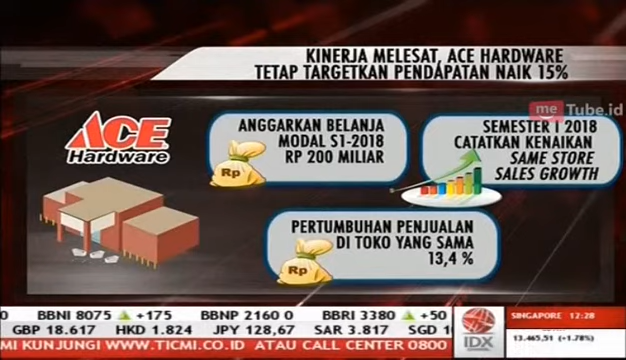 KINERJA MELESAT, ACE HARDWARE
TETAP TARGETKAN PENDAPATAN NAIK 15%
meTube.id
ACE
Hardware
ANGGARKAN BELANJA
MODAL S1-2018
RP 200 MILIAR
Rp
SEMESTER I 2018
CATATKAN KENAIKAN
SAME STORE
SALES GROWTH
PERTUMBUHAN PENJUALAN
DI TOKO YANG SAMA
13,4 %
Rp
0 BBNI 8075 +175 BBNP 2160 0 BBRI 3380 +50
GBP 18.617 HKD 1.824 JPY 128,67 SAR 3.817 SGD 10
MI KUNJUNGI WWW.TICMI.CO.ID ATAU CALL CENTER 0800
IDX
SINGAPORE 12:28
13.465,51 (+1.78%)